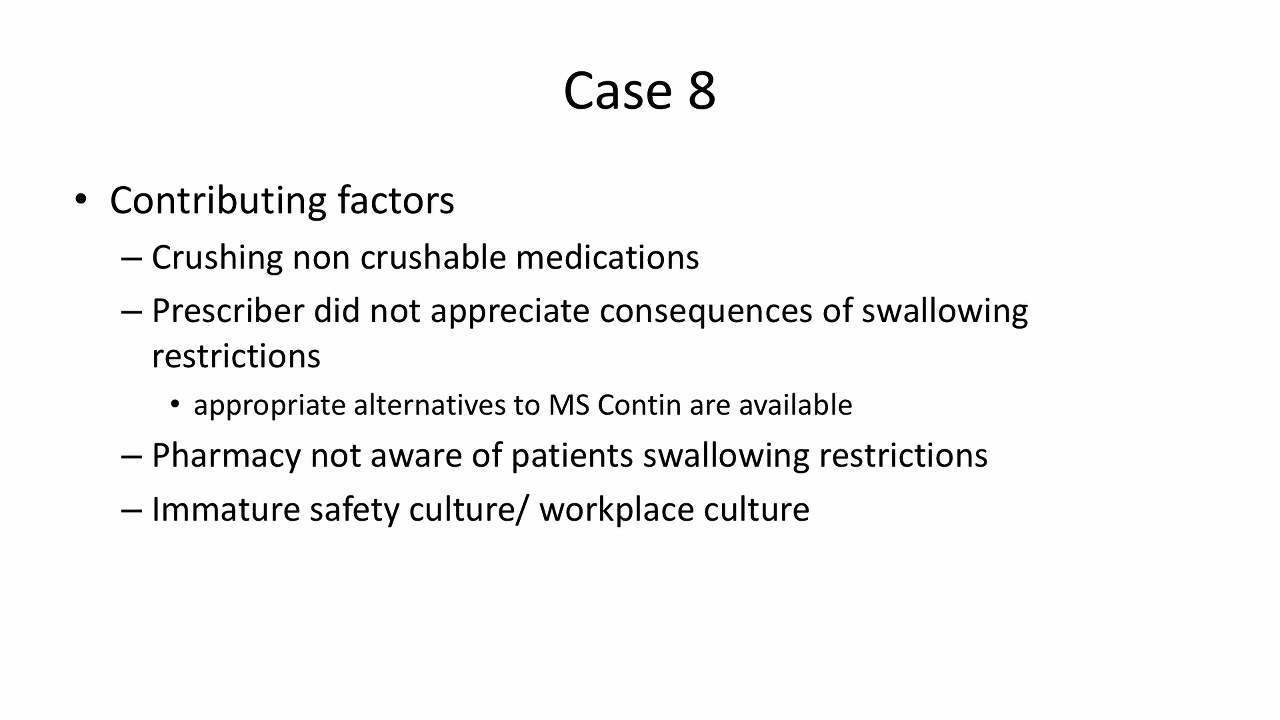 Case 8
• Contributing factors
– Crushing non crushable medications
– Prescriber did not appreciate consequences of swallowing
restrictions
• appropriate alternatives to MS Contin are available
– Pharmacy not aware of patients swallowing restrictions
– Immature safety culture/ workplace culture